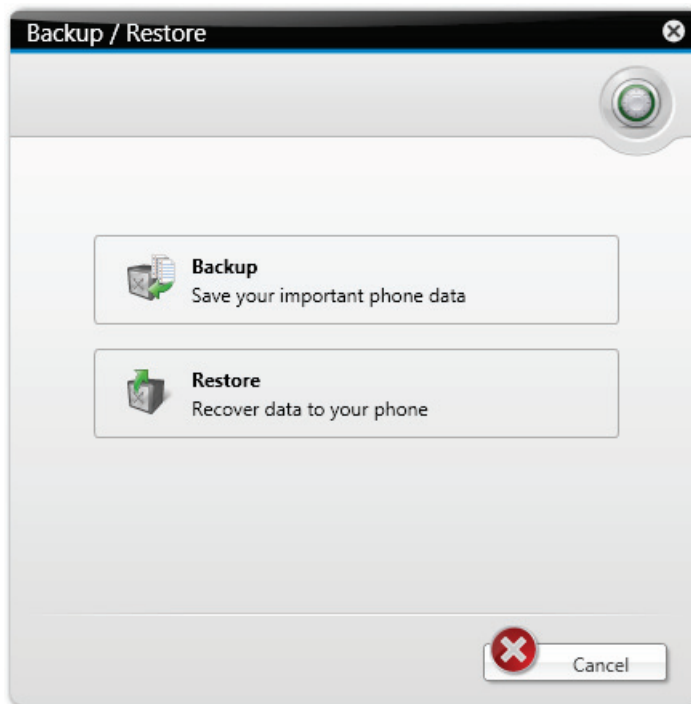 Backup / Restore
Backup
Save your important phone data
Restore
Recover data to your phone
Cancel